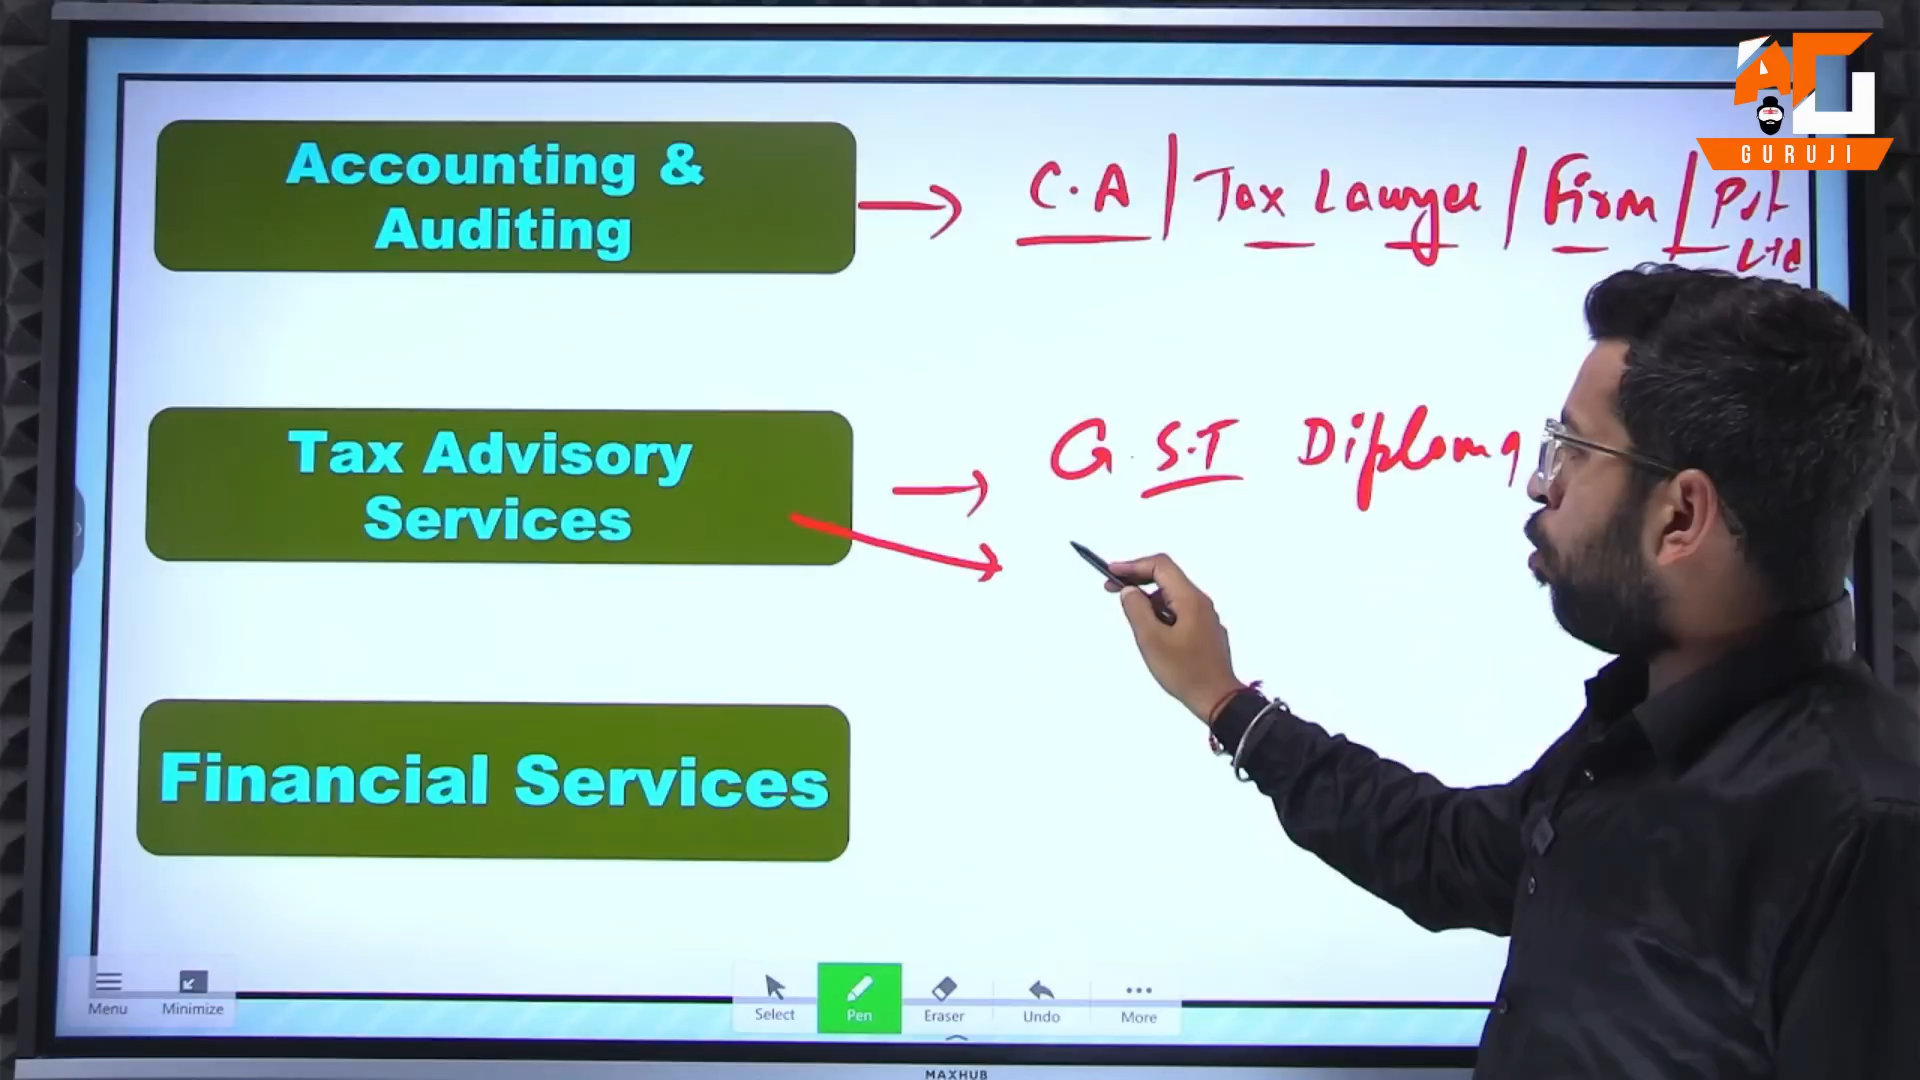 AG
GURUJI
Accounting &
Auditing
C.A | Tax Lawyer | Firm | Pvt
Ltd
Tax Advisory
Services
G.S.T Diploma
Financial Services
Menu
Minimize
Select
Pen
Eraser
Undo
More
MAXHUB